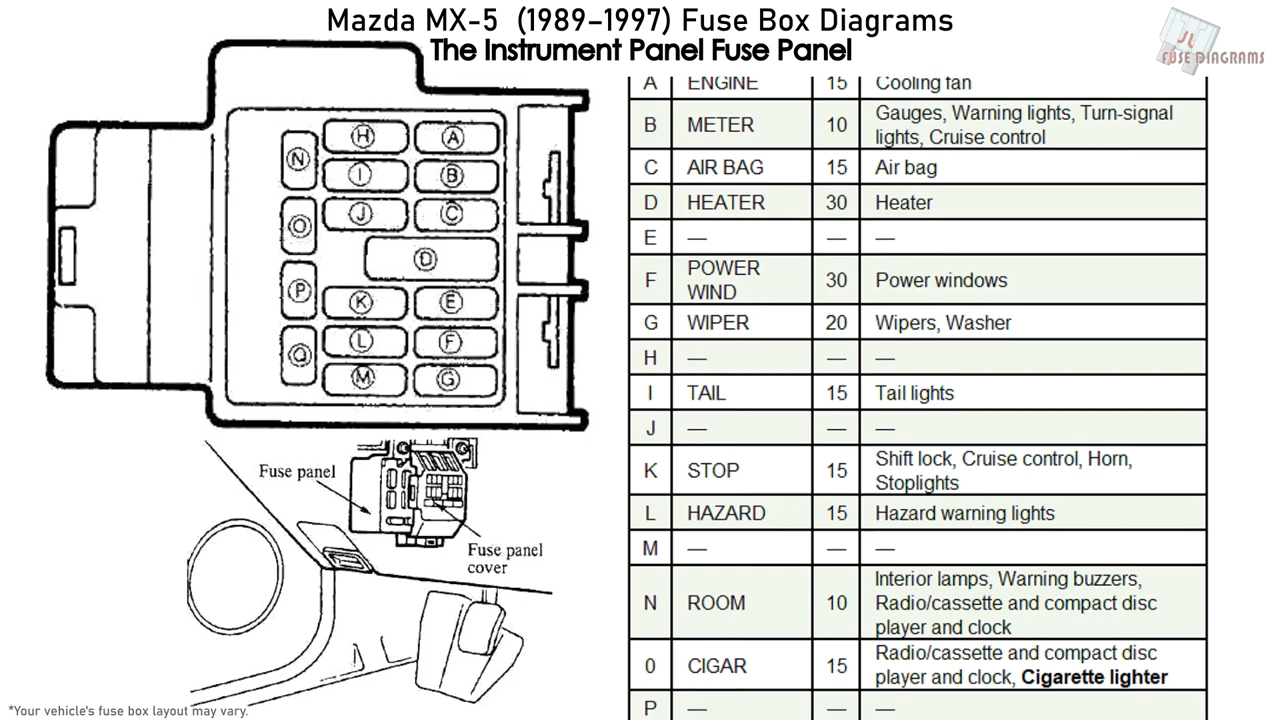 Mazda MX-5 (1989–1997) Fuse Box Diagrams
The Instrument Panel Fuse Panel
JL
FUSE DIAGRAMS
H A
N
I B
J C
O
D
P
K E
L F
Q
M G
Fuse panel
Fuse panel
cover
*Your vehicle's fuse box layout may vary.
A ENGINE 15 Cooling fan
B METER 10 Gauges, Warning lights, Turn-signal
lights, Cruise control
C AIR BAG 15 Air bag
D HEATER 30 Heater
E — — —
F POWER
WIND 30 Power windows
G WIPER 20 Wipers, Washer
H — — —
I TAIL 15 Tail lights
J — — —
K STOP 15 Shift lock, Cruise control, Horn,
Stoplights
L HAZARD 15 Hazard warning lights
M — — —
N ROOM 10 Interior lamps, Warning buzzers,
Radio/cassette and compact disc
player and clock
0 CIGAR 15 Radio/cassette and compact disc
player and clock, Cigarette lighter
P — — —